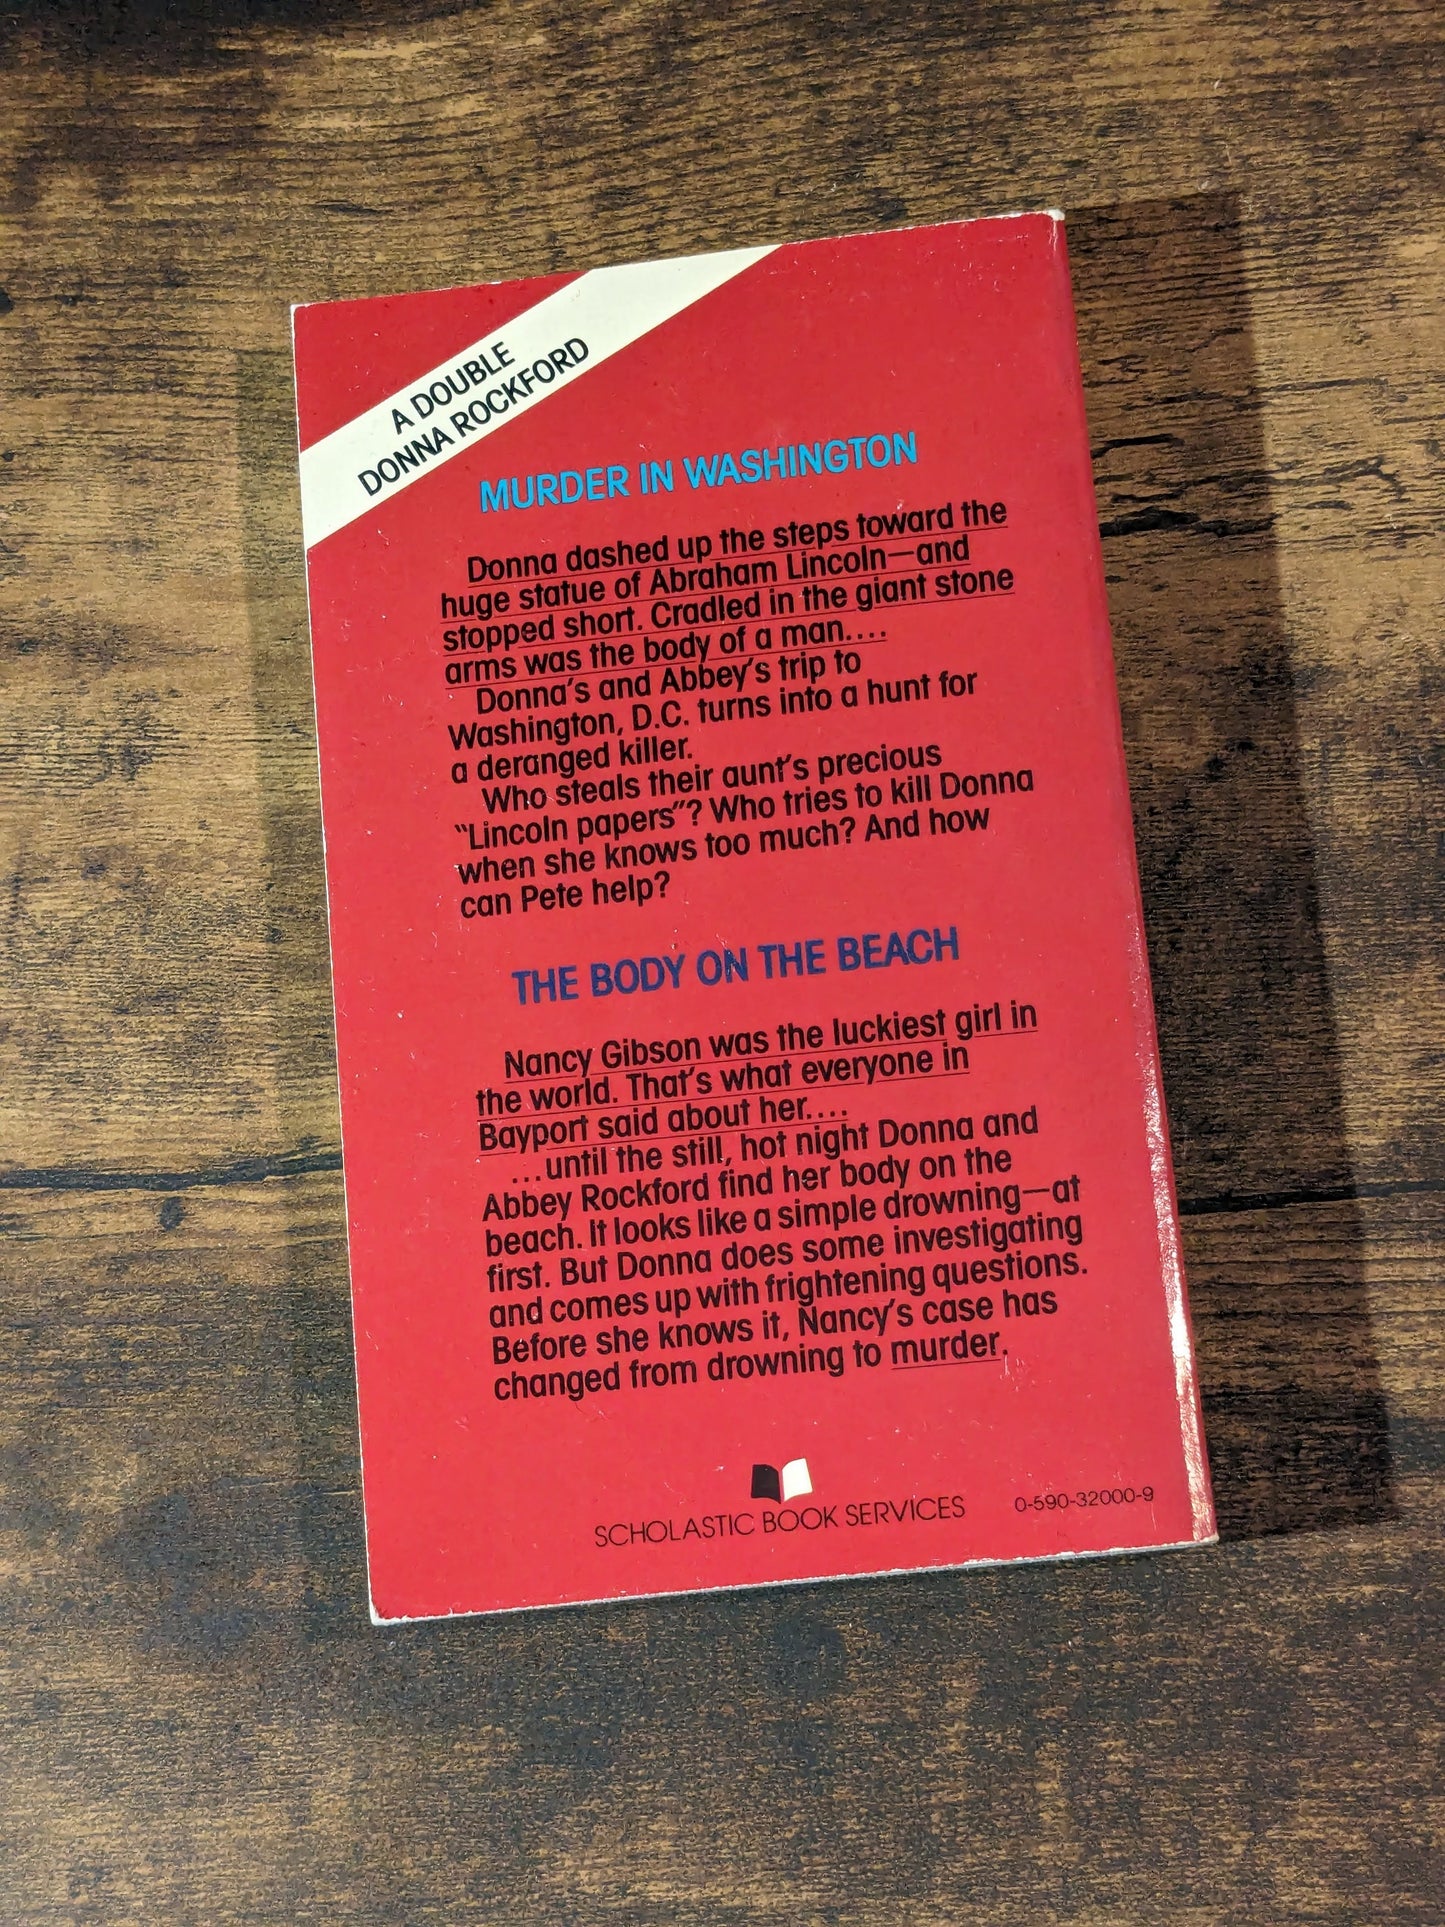 A DOUBLE
DONNA ROCKFORD
MURDER IN WASHINGTON
Donna dashed up the steps toward the
huge statue of Abraham Lincoln—and
stopped short. Cradled in the giant stone
arms was the body of a man....
Donna's and Abbey's trip to
Washington, D.C. turns into a hunt for
a deranged killer.
Who steals their aunt's precious
"Lincoln papers"? Who tries to kill Donna
when she knows too much? And how
can Pete help?
THE BODY ON THE BEACH
Nancy Gibson was the luckiest girl in
the world. That's what everyone in
Bayport said about her....
...until the still, hot night Donna and
Abbey Rockford find her body on the
beach. It looks like a simple drowning—at
first. But Donna does some investigating
and comes up with frightening questions.
Before she knows it, Nancy's case has
changed from drowning to murder.
SCHOLASTIC BOOK SERVICES
0-590-32000-9